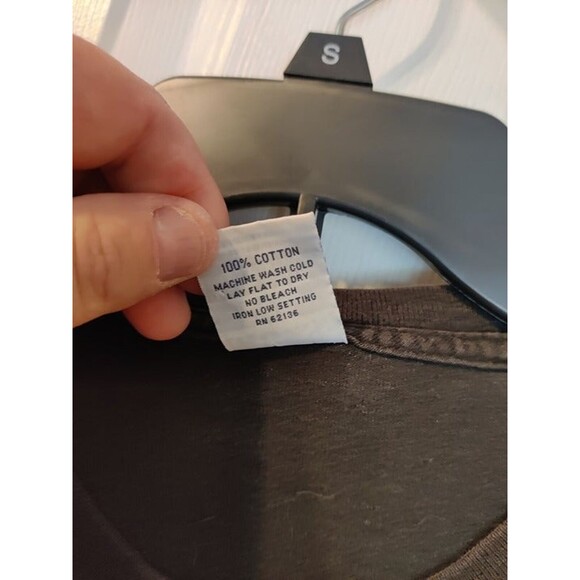 S
100% COTTON
MACHINE WASH COLD
LAY FLAT TO DRY
NO BLEACH
IRON LOW SETTING
RN 62136